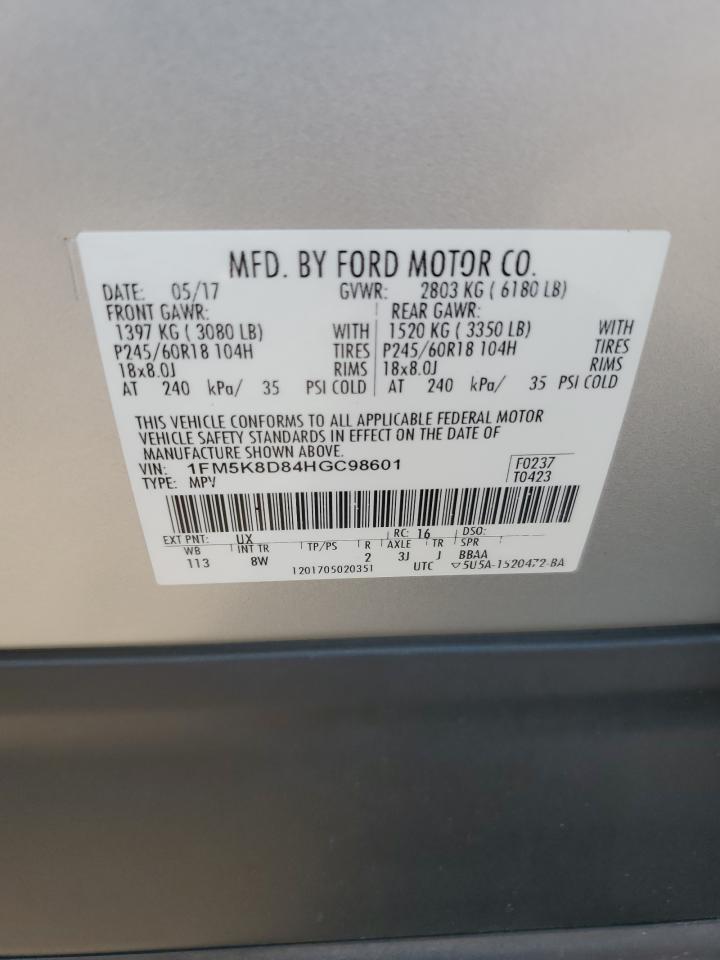 MFD. BY FORD MOTOR CO.
DATE: 05/17 GVWR: 2803 KG ( 6180 LB)
FRONT GAWR: REAR GAWR:
1397 KG ( 3080 LB) WITH 1520 KG ( 3350 LB) WITH
P245/60R18 104H TIRES P245/60R18 104H TIRES
18x8.0J RIMS 18x8.0J RIMS
AT 240 kPa/ 35 PSI COLD AT 240 kPa/ 35 PSI COLD
THIS VEHICLE CONFORMS TO ALL APPLICABLE FEDERAL MOTOR
VEHICLE SAFETY STANDARDS IN EFFECT ON THE DATE OF
MANUFACTURE SHOWN ABOVE.
VIN: 1FM5K8D84HGC98601 F0237
TYPE: MPV T0423
EXT PNT: UX RC: 16 DSO:
WB INT TR TP/PS R AXLE TR SPR
113 8W 2 3J J BBAA
1201705020351 UTC ▽5U5A-1520472-BA